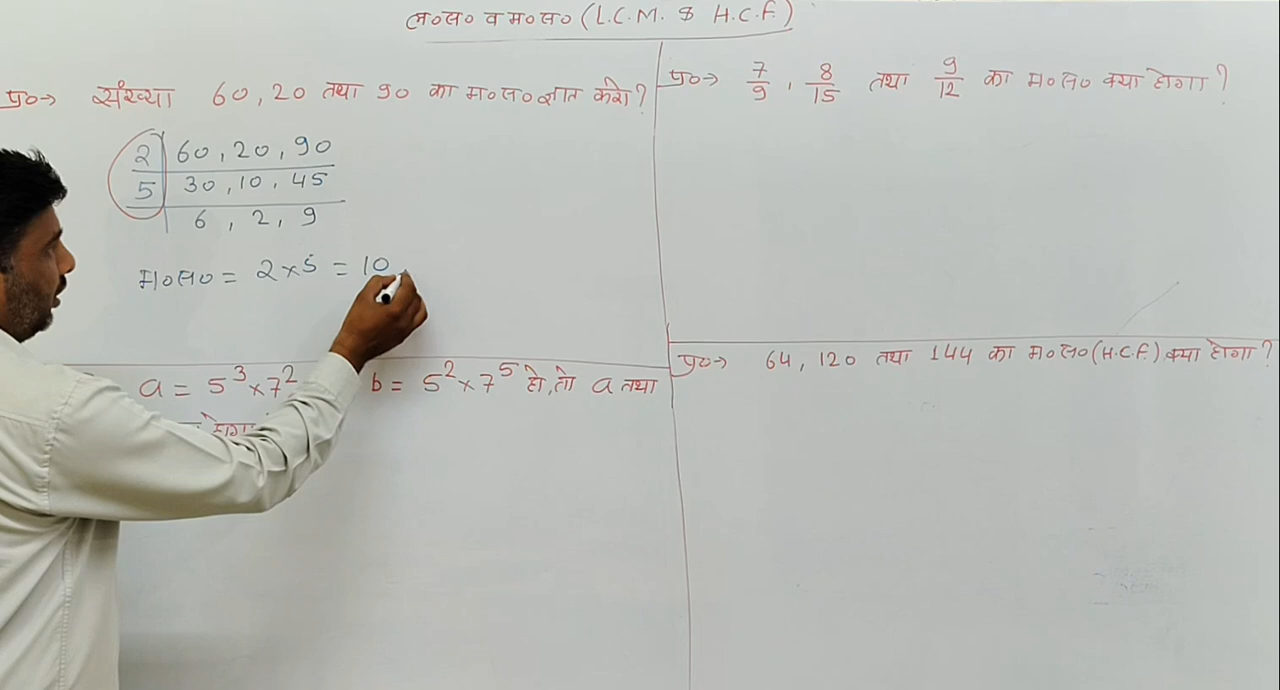 ल०स० व म०स० (L.C.M. & H.C.F.)
प्र०→ संख्या 60, 20 तथा 90 का म०स० ज्ञात करो?
2 | 60, 20, 90
5 | 30, 10, 45
6, 2, 9
म०स० = 2×5 = 10
a = 5³×7² b = 5²×7⁵ हो, तो a तथा
होगा
प्र०→ 7/9, 8/15 तथा 9/12 का म०स० क्या होगा?
प्र०→ 64, 120 तथा 144 का म०स० (H.C.F.) क्या होगा?